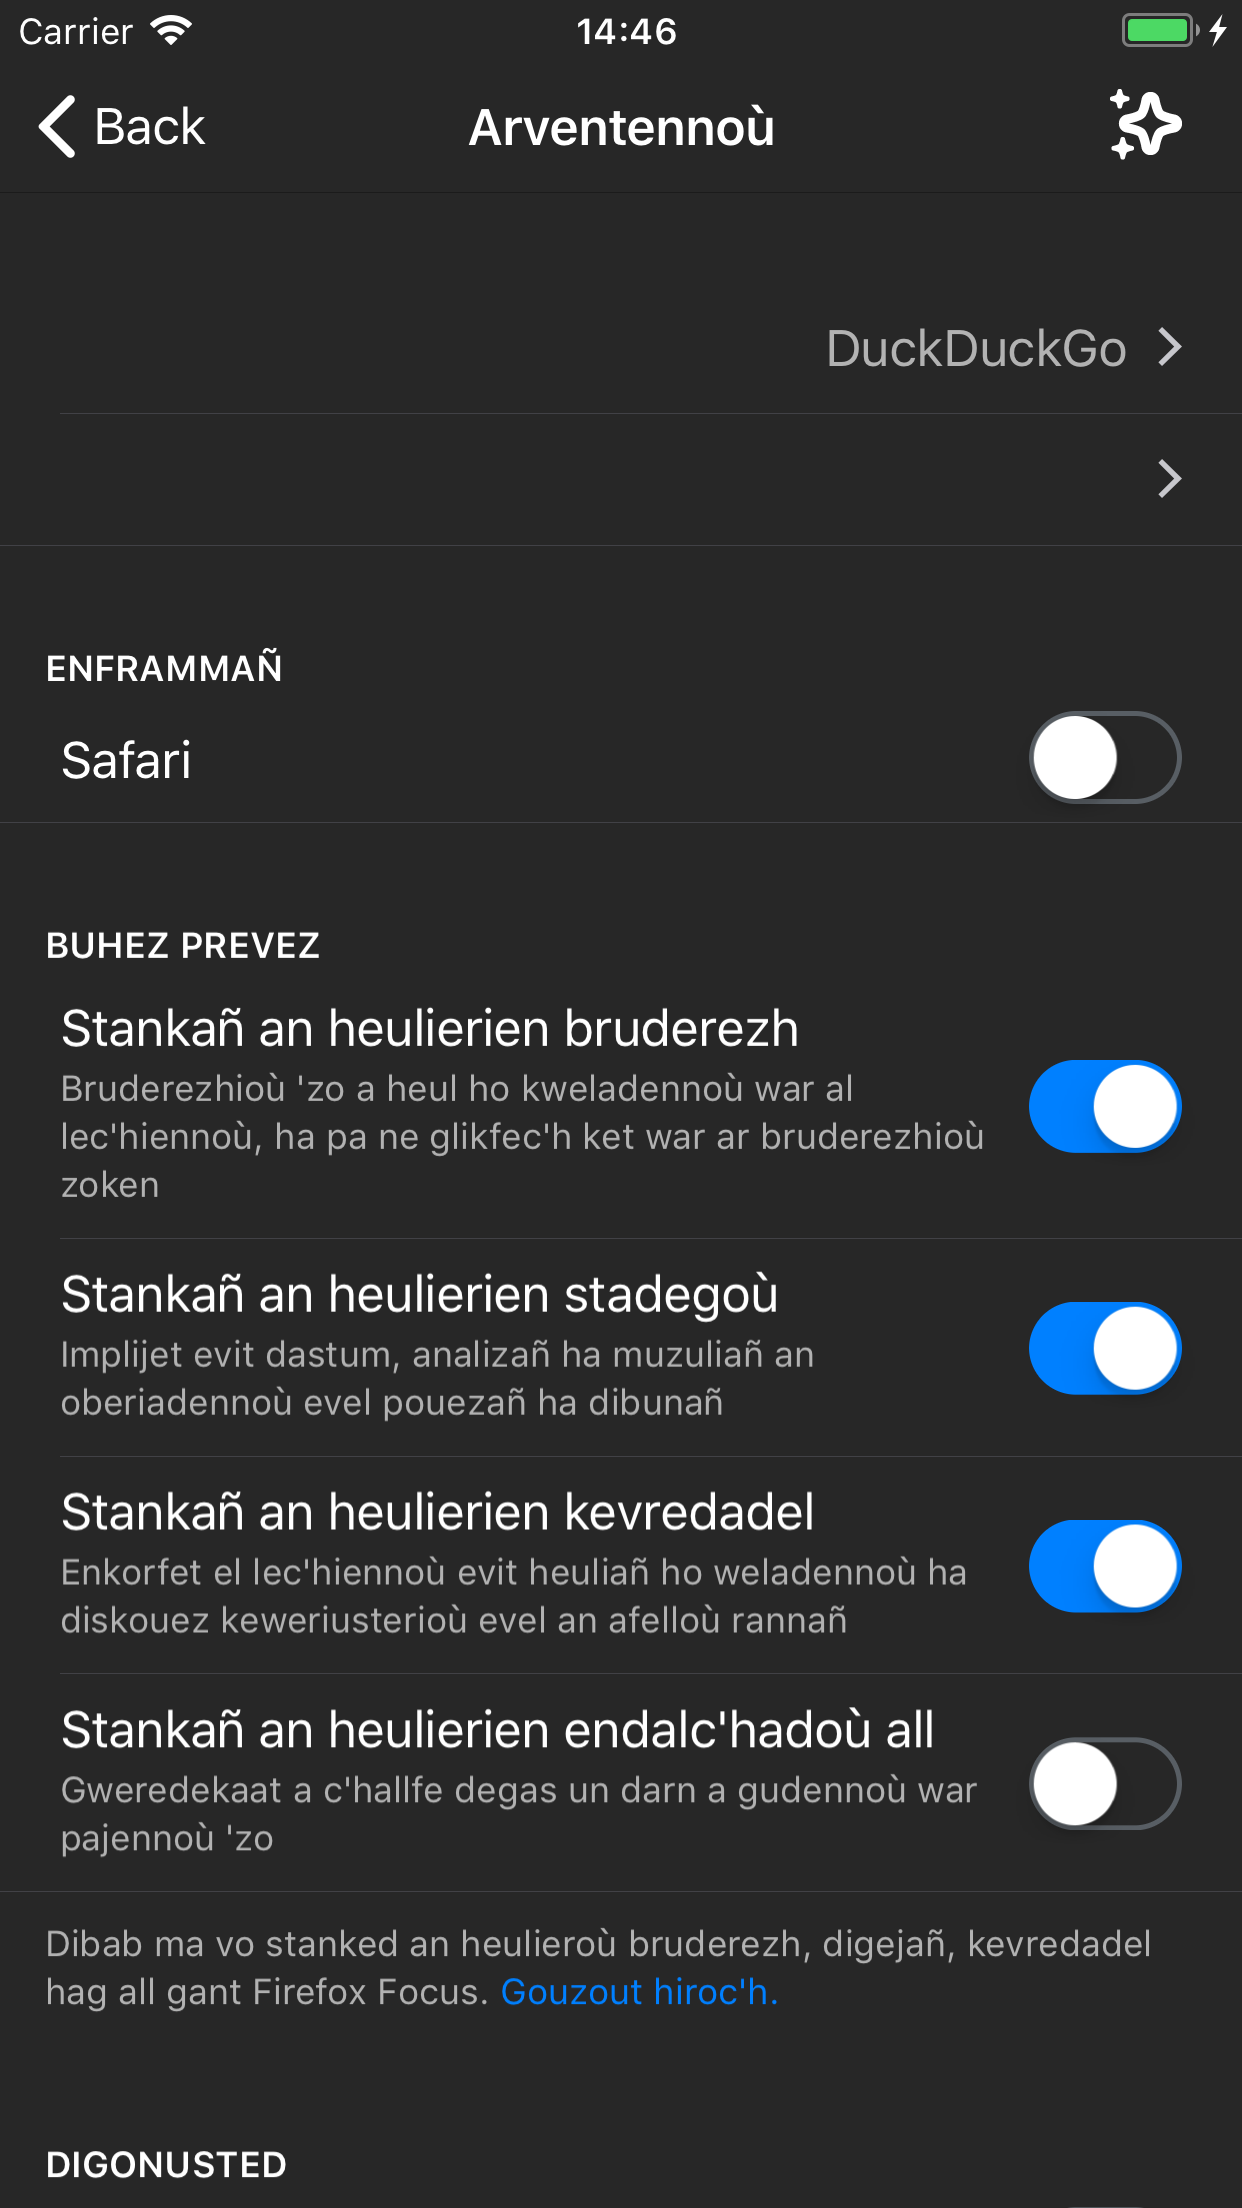 Carrier 14:46
Back Arventennoù
DuckDuckGo
ENFRAMMAÑ
Safari
BUHEZ PREVEZ
Stankañ an heulierien bruderezh
Bruderezhioù 'zo a heul ho kweladennoù war al
lec'hiennoù, ha pa ne glikfec'h ket war ar bruderezhioù
zoken
Stankañ an heulierien stadegoù
Implijet evit dastum, analizañ ha muzuliañ an
oberiadennoù evel pouezañ ha dibunañ
Stankañ an heulierien kevredadel
Enkorfet el lec'hiennoù evit heuliañ ho weladennoù ha
diskouez keweriusterioù evel an afelloù rannañ
Stankañ an heulierien endalc'hadoù all
Gweredekaat a c'hallfe degas un darn a gudennoù war
pajennoù 'zo
Dibab ma vo stanked an heulieroù bruderezh, digejañ, kevredadel
hag all gant Firefox Focus. Gouzout hiroc'h.
DIGONUSTED